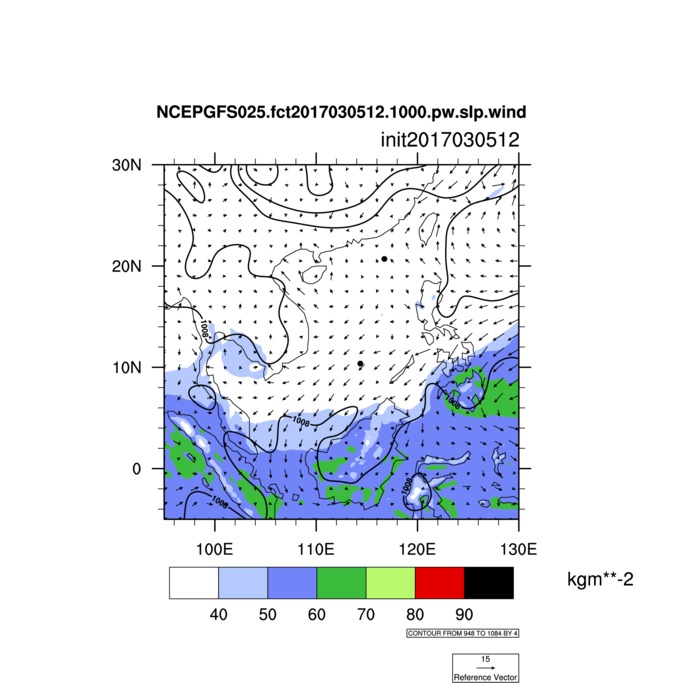 NCEPGFS025.fct2017030512.1000.pw.slp.wind
init2017030512
30N
20N
1008
10N
1008
1008
0
1008
1008
100E 110E 120E 130E
kgm**-2
40 50 60 70 80 90
CONTOUR FROM 948 TO 1084 BY 4
15
Reference Vector